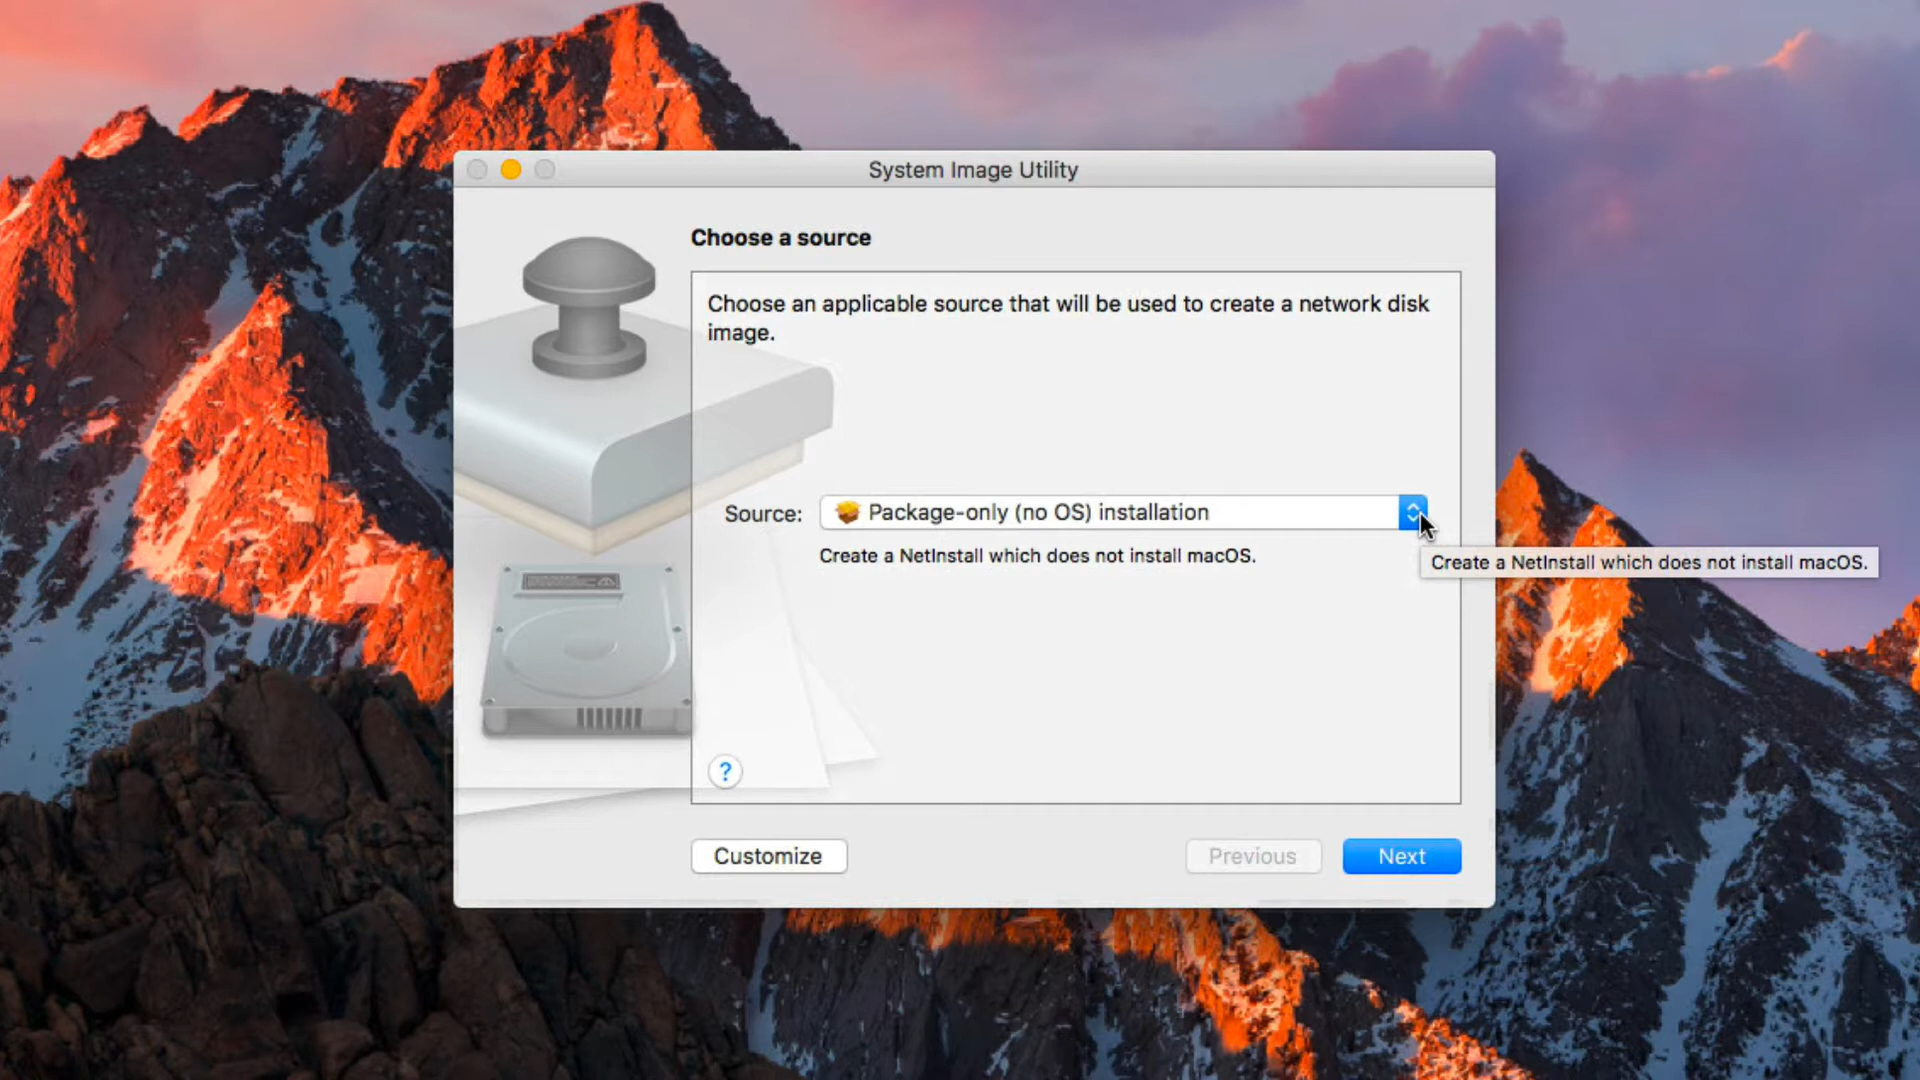 System Image Utility
Choose a source
Choose an applicable source that will be used to create a network disk
image.
Source:
Package-only (no OS) installation
Create a NetInstall which does not install macOS.
Create a NetInstall which does not install macOS.
?
Customize
Previous
Next